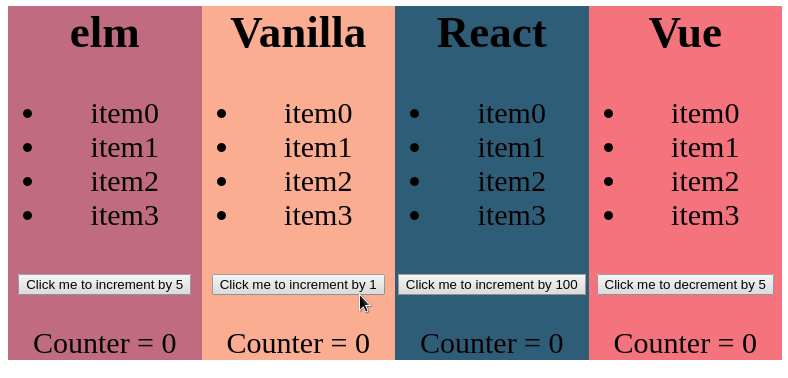 elm
item0
item1
item2
item3
Click me to increment by 5
Counter = 0
Vanilla
item0
item1
item2
item3
Click me to increment by 1
Counter = 0
React
item0
item1
item2
item3
Click me to increment by 100
Counter = 0
Vue
item0
item1
item2
item3
Click me to decrement by 5
Counter = 0